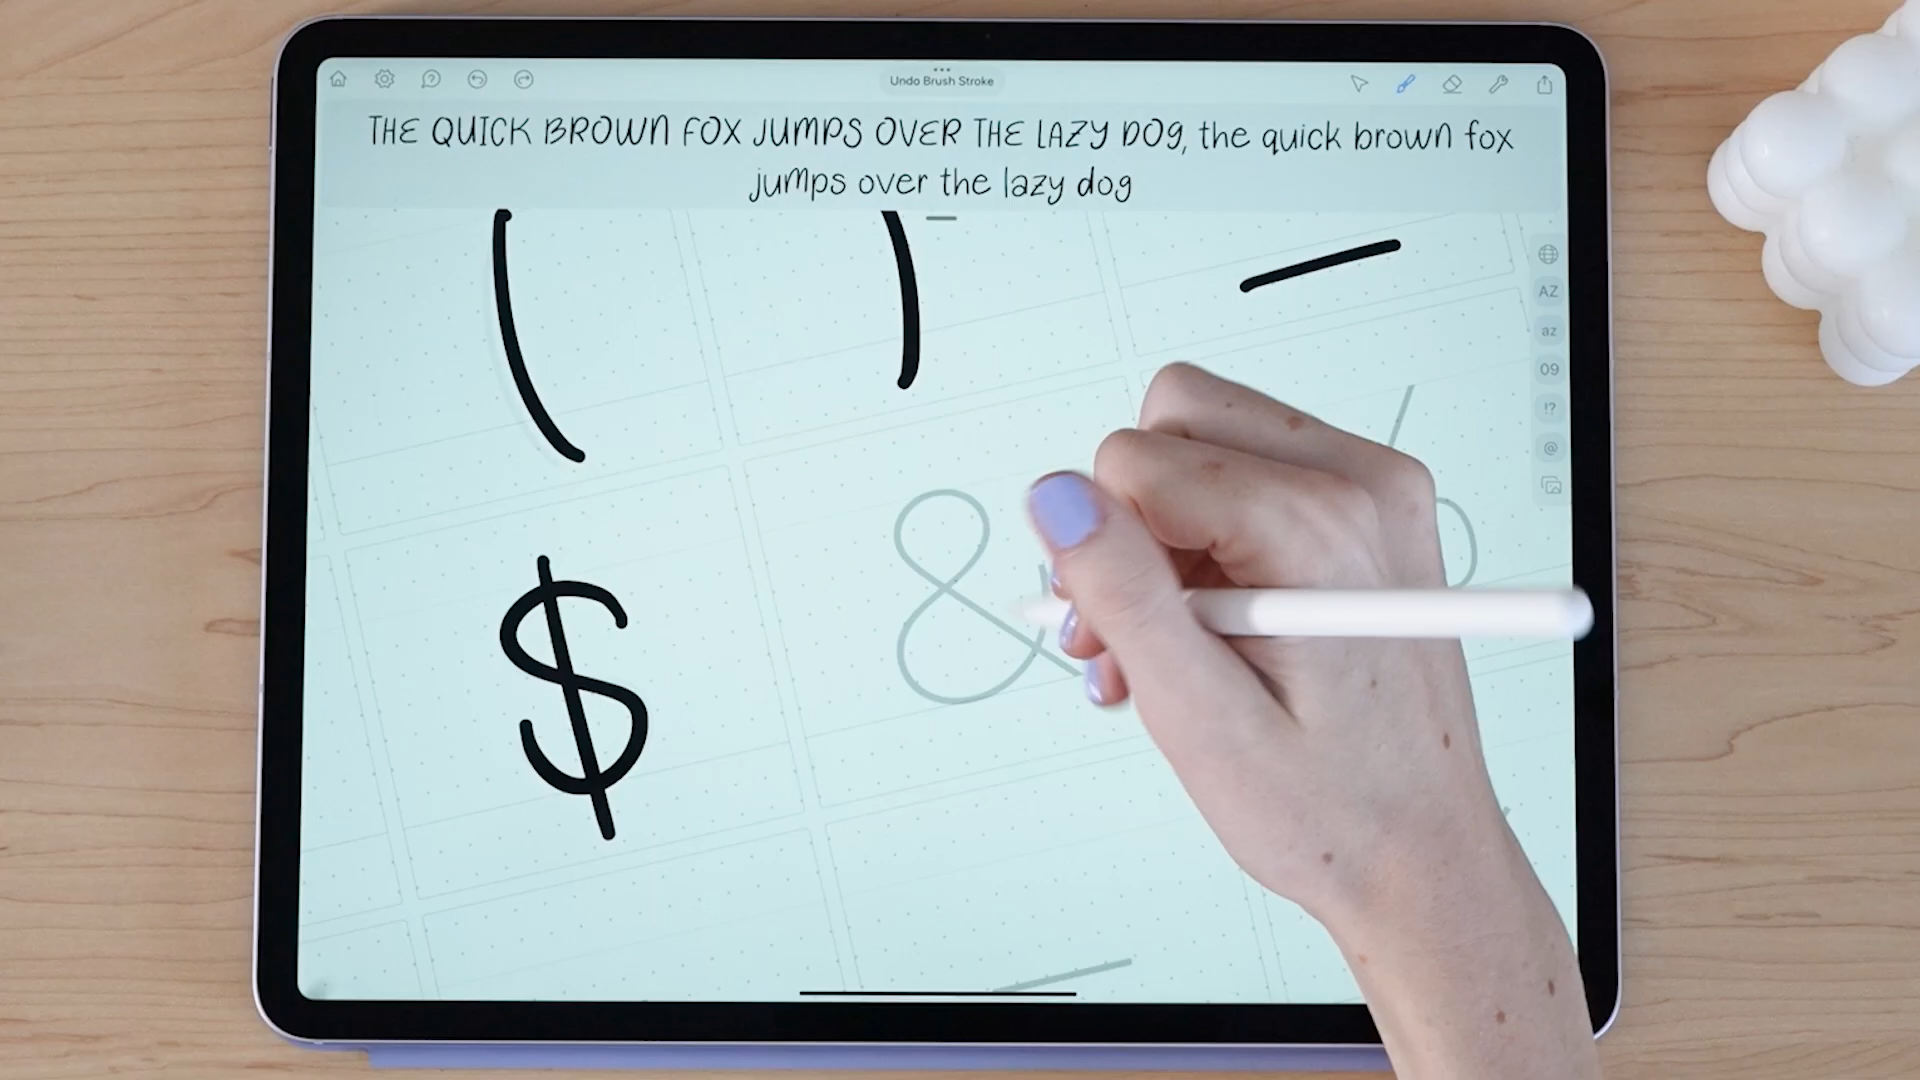 Undo Brush Stroke
THE QUICK BROWN FOX JUMPS OVER THE LAZY DOG, the quick brown fox
jumps over the lazy dog
AZ
az
09
!?
@
( ) -
$ &